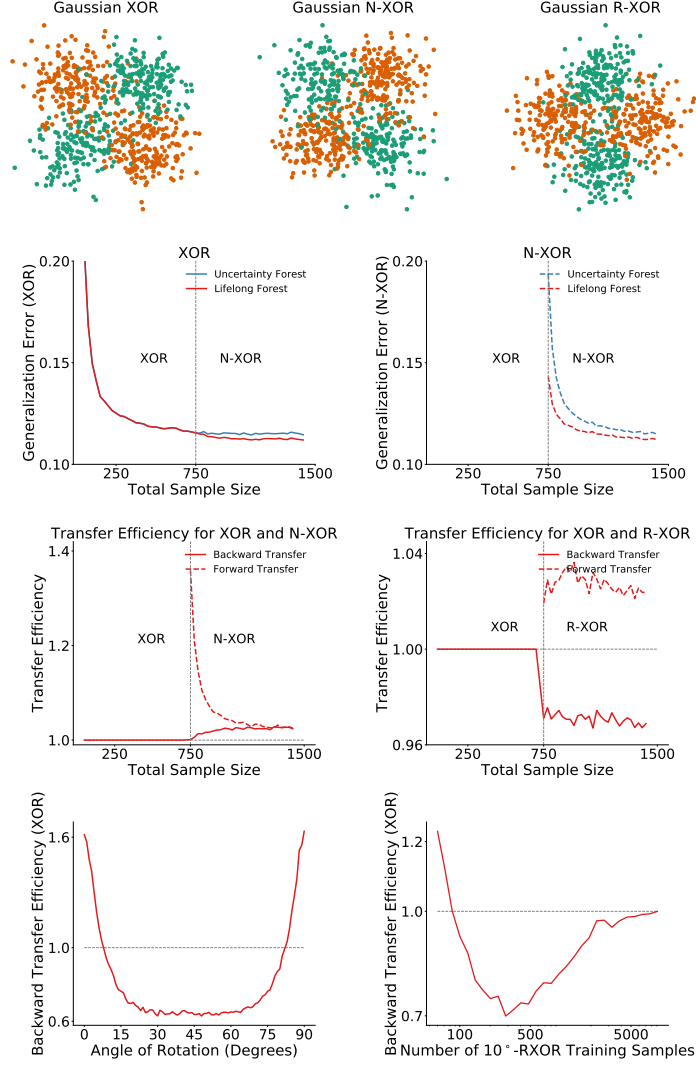 Gaussian XOR
Gaussian N-XOR
Gaussian R-XOR
XOR
Generalization Error (XOR)
0.20
0.15
0.10
Uncertainty Forest
Lifelong Forest
XOR
N-XOR
250
750
1500
Total Sample Size
N-XOR
Generalization Error (N-XOR)
0.20
0.15
0.10
Uncertainty Forest
Lifelong Forest
XOR
N-XOR
250
750
1500
Total Sample Size
Transfer Efficiency for XOR and N-XOR
Transfer Efficiency
1.4
1.2
1.0
Backward Transfer
Forward Transfer
XOR
N-XOR
250
750
1500
Total Sample Size
Transfer Efficiency for XOR and R-XOR
Transfer Efficiency
1.04
1.00
0.96
Backward Transfer
Forward Transfer
XOR
R-XOR
250
750
1500
Total Sample Size
Backward Transfer Efficiency (XOR)
1.6
1.0
0.6
0
15
30
45
60
75
90
Angle of Rotation (Degrees)
Backward Transfer Efficiency (XOR)
1.2
1.0
0.7
100
500
5000
Number of 10˚-RXOR Training Samples